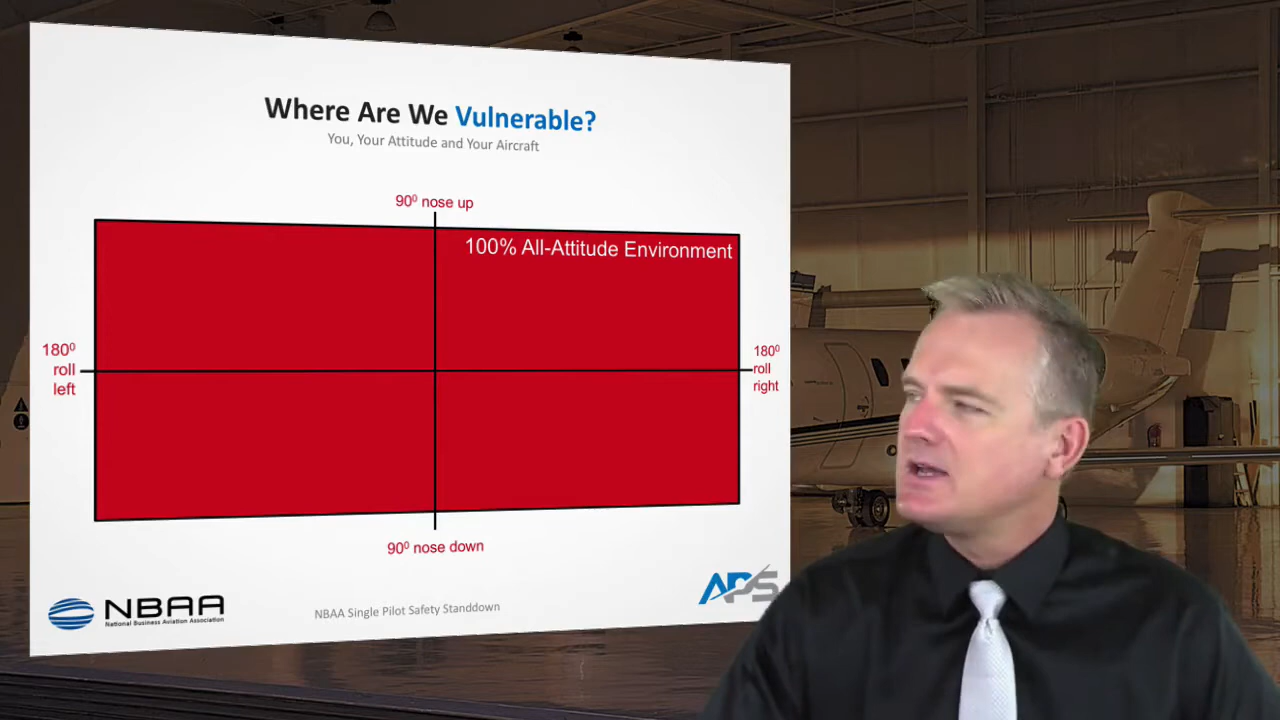 Where Are We Vulnerable?
You, Your Attitude and Your Aircraft
90⁰ nose up
100% All-Attitude Environment
180⁰
roll
left
180⁰
roll
right
90⁰ nose down
NBAA
National Business Aviation Association
NBAA Single Pilot Safety Standdown
APS